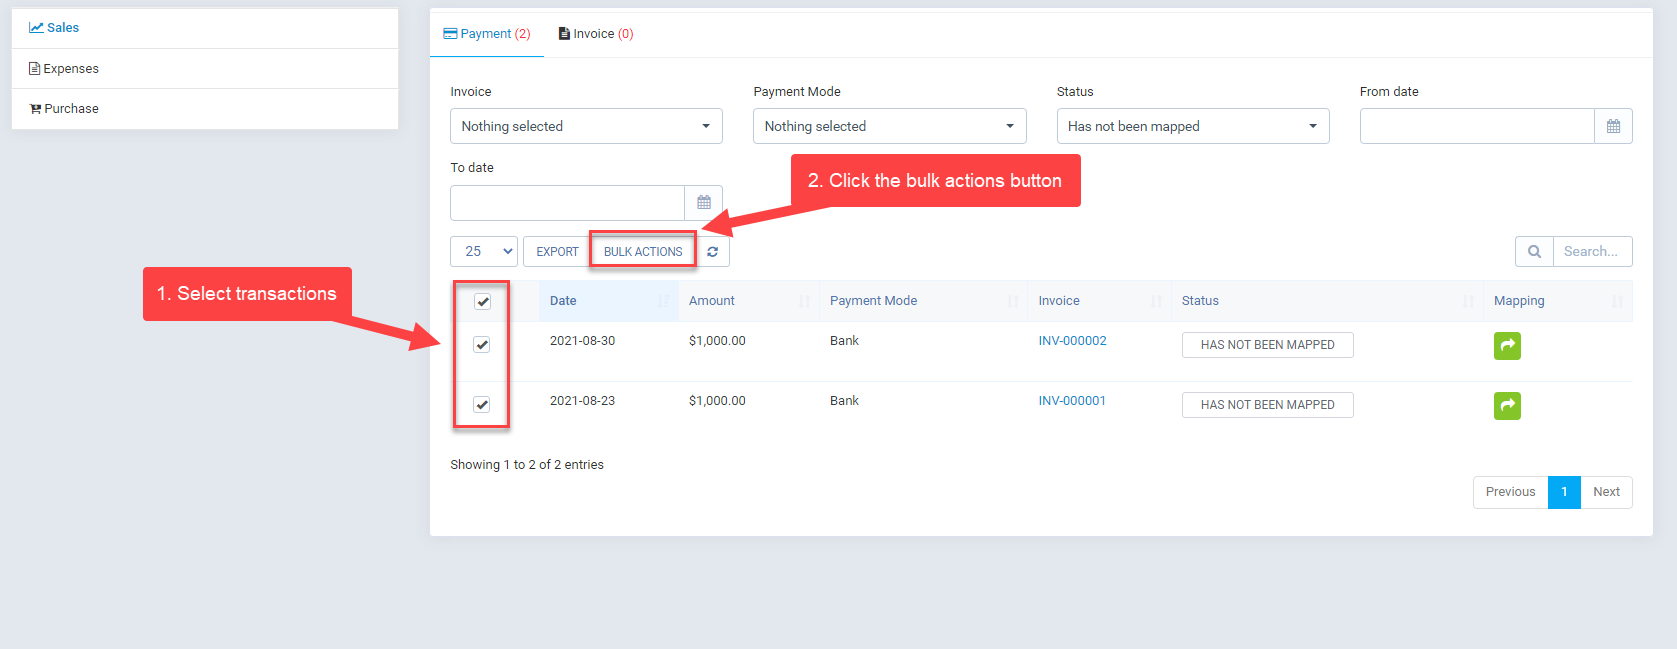 Sales
Expenses
Purchase
Payment (2) Invoice (0)
Invoice Payment Mode Status From date
Nothing selected Nothing selected Has not been mapped
To date
2. Click the bulk actions button
25 EXPORT BULK ACTIONS Search...
1. Select transactions
Date Amount Payment Mode Invoice Status Mapping
2021-08-30 $1,000.00 Bank INV-000002 HAS NOT BEEN MAPPED
2021-08-23 $1,000.00 Bank INV-000001 HAS NOT BEEN MAPPED
Showing 1 to 2 of 2 entries
Previous 1 Next